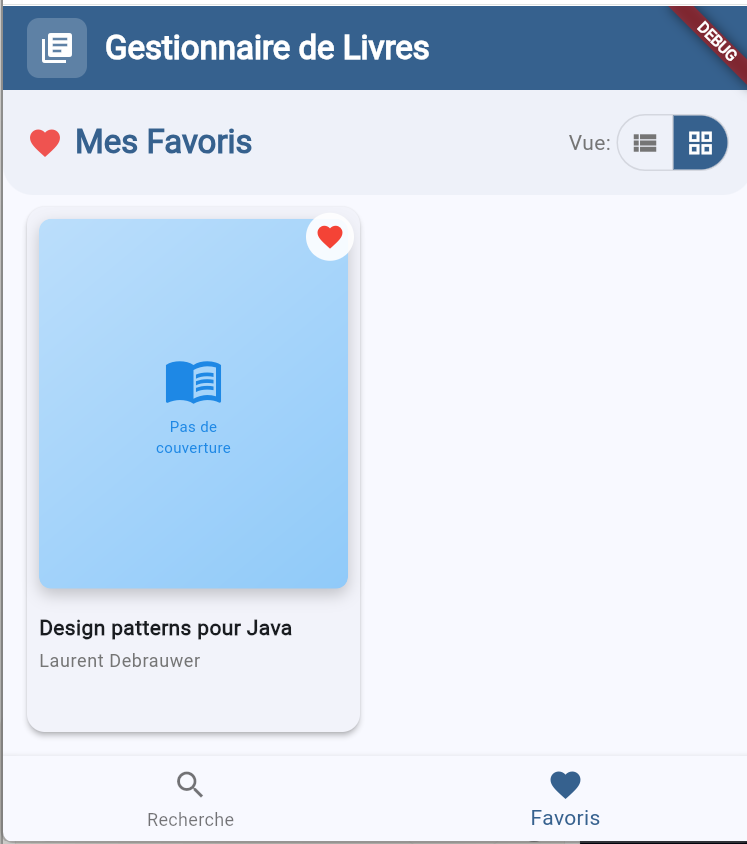 Gestionnaire de Livres
DEBUG
Mes Favoris
Vue:
Pas de
couverture
Design patterns pour Java
Laurent Debrauwer
Recherche
Favoris